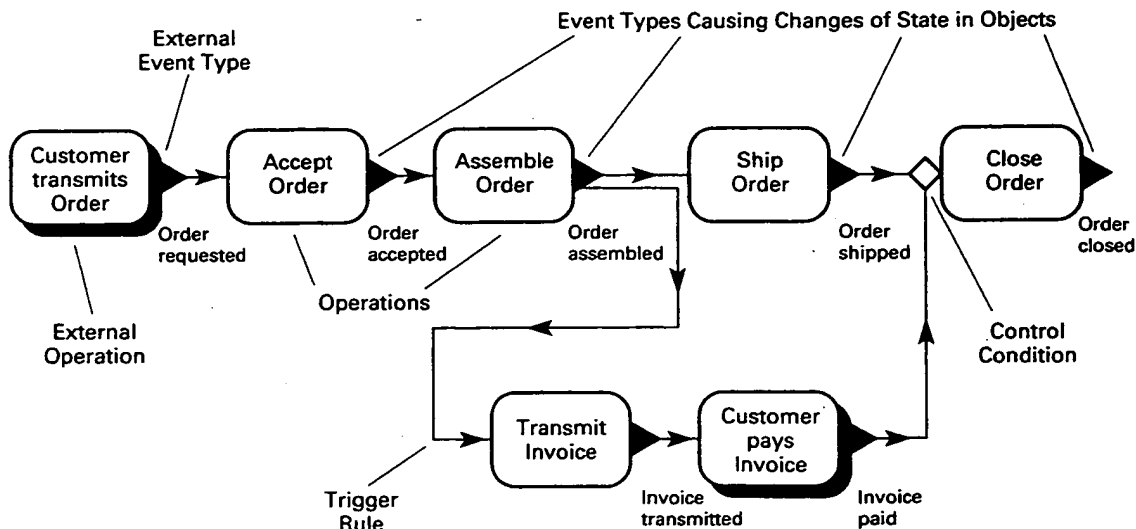 Event Types Causing Changes of State in Objects
External
Event Type
Customer
transmits
Order
Accept
Order
Assemble
Order
Ship
Order
Close
Order
Order
requested
Order
accepted
Order
assembled
Order
shipped
Order
closed
Operations
External
Operation
Control
Condition
Transmit
Invoice
Customer
pays
Invoice
Trigger
Rule
Invoice
transmitted
Invoice
paid